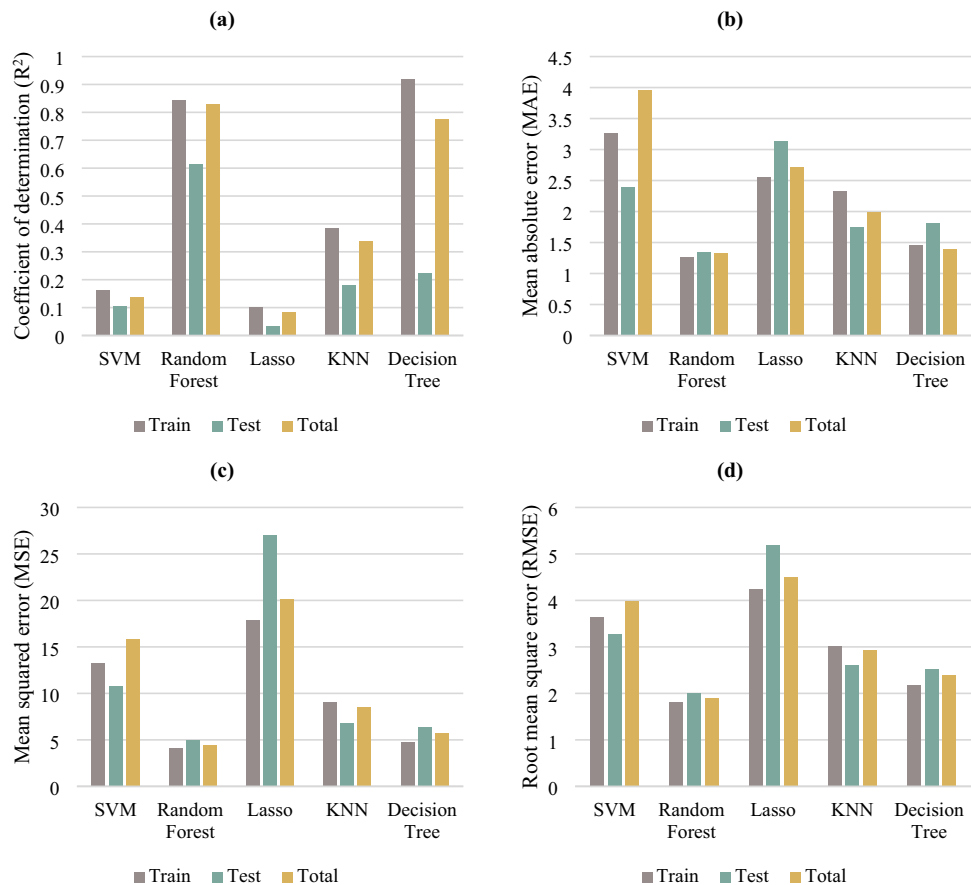 (a)
Coefficient of determination (R²)
1
0.9
0.8
0.7
0.6
0.5
0.4
0.3
0.2
0.1
0
SVM Random Forest Lasso KNN Decision Tree
Train Test Total
(b)
Mean absolute error (MAE)
4.5
4
3.5
3
2.5
2
1.5
1
0.5
0
SVM Random Forest Lasso KNN Decision Tree
Train Test Total
(c)
Mean squared error (MSE)
30
25
20
15
10
5
0
SVM Random Forest Lasso KNN Decision Tree
Train Test Total
(d)
Root mean square error (RMSE)
6
5
4
3
2
1
0
SVM Random Forest Lasso KNN Decision Tree
Train Test Total